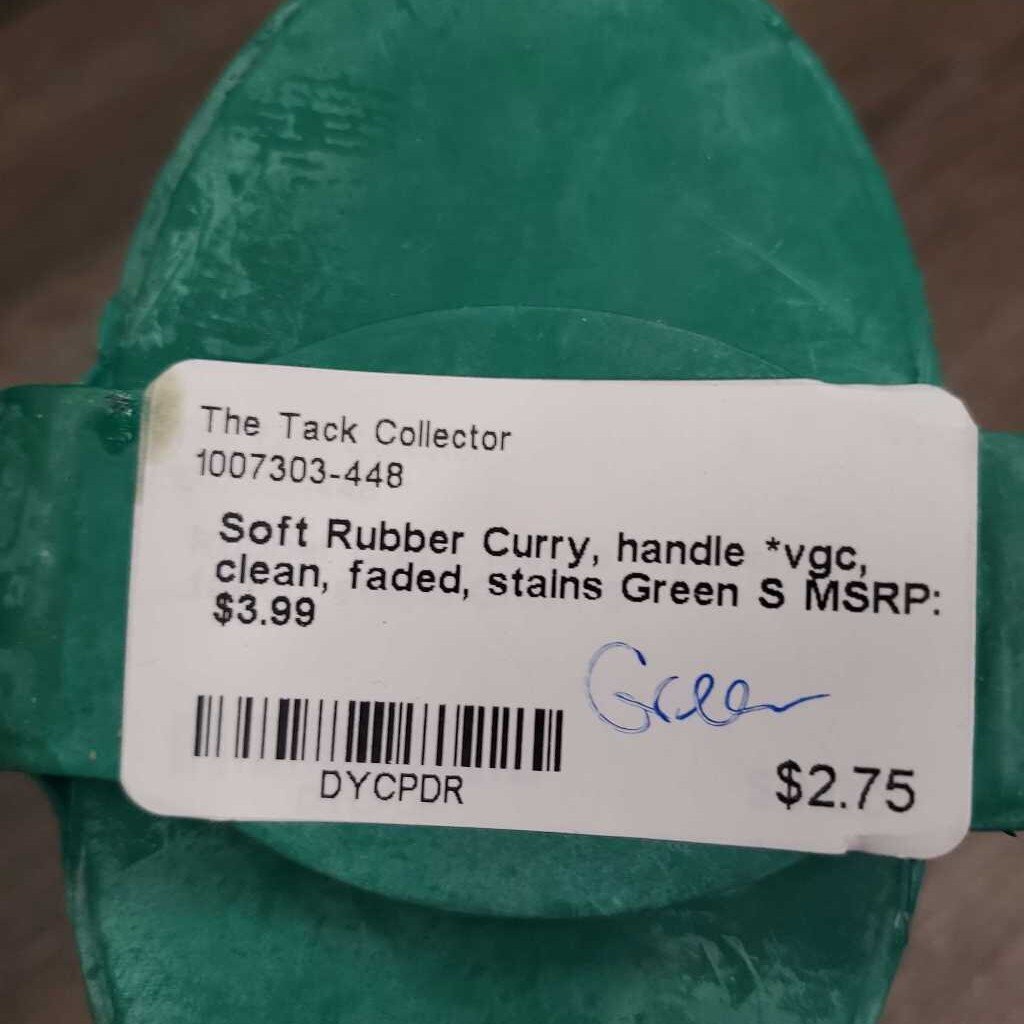 The Tack Collector
1007303-448
Soft Rubber Curry, handle *vgc,
clean, faded, stains Green S MSRP:
$3.99
Green
DYCPDR
$2.75